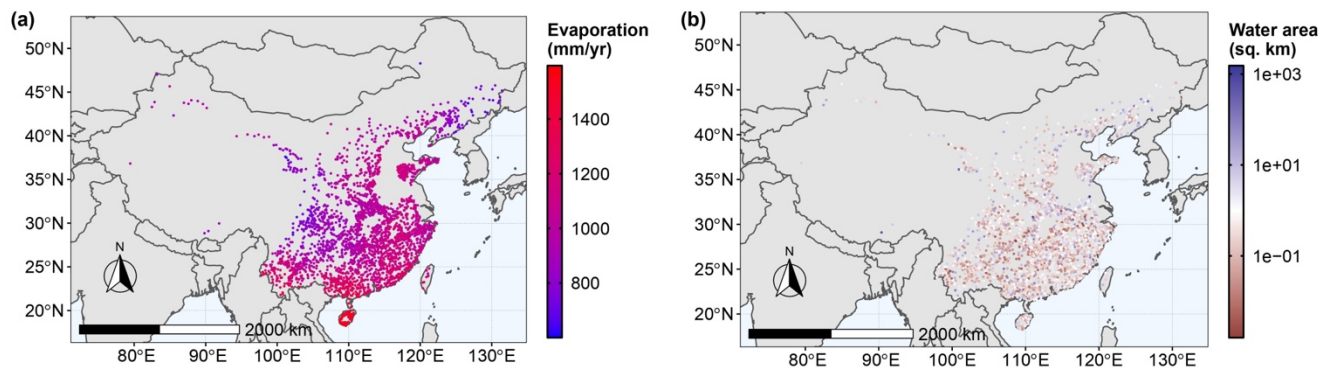 (a)
Evaporation
(mm/yr)
50°N
45°N
40°N
35°N
30°N
25°N
20°N
1400
1200
1000
800
N
2000 km
80°E 90°E 100°E 110°E 120°E 130°E
(b)
Water area
(sq. km)
50°N
45°N
40°N
35°N
30°N
25°N
20°N
1e+03
1e+01
1e−01
N
2000 km
80°E 90°E 100°E 110°E 120°E 130°E